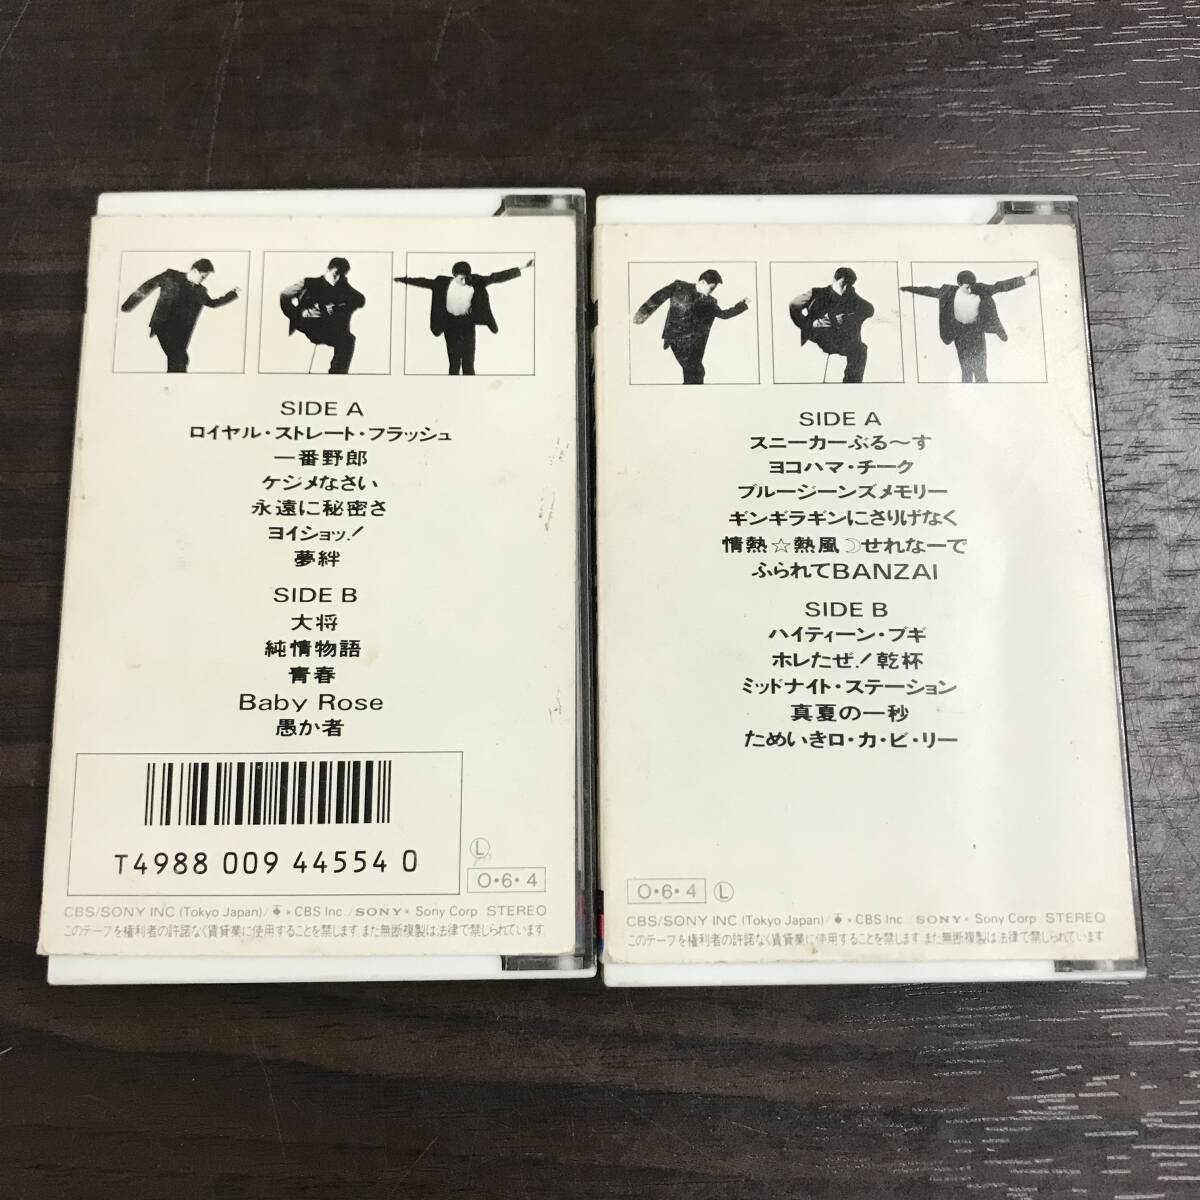 SIDE A
ロイヤル・ストレート・フラッシュ
一番野郎
ケジメなさい
永遠に秘密さ
ヨイショッ!
夢絆
SIDE B
大将
純情物語
青春
Baby Rose
愚か者
T4988 009 44554 0
Ⓛ
O・6・4
CBS/SONY INC (Tokyo Japan) / CBS Inc. / SONY Sony Corp. STEREO
このテープを権利者の許諾なく賃貸業に使用することを禁じます また無断複製は法律で禁じられています
SIDE A
スニーカーぶる〜す
ヨコハマ・チーク
ブルージーンズメモリー
ギンギラギンにさりげなく
情熱☆熱風☽せれなーで
ふられてBANZAI
SIDE B
ハイティーン・ブギ
ホレたぜ!乾杯
ミッドナイト・ステーション
真夏の一秒
ためいきロ・カ・ビ・リー
O・6・4 Ⓛ
CBS/SONY INC (Tokyo Japan) / CBS Inc SONY Sony Corp STEREO
このテープを権利者の許諾なく賃貸業に使用することを禁じます また無断複製は法律で禁じられています